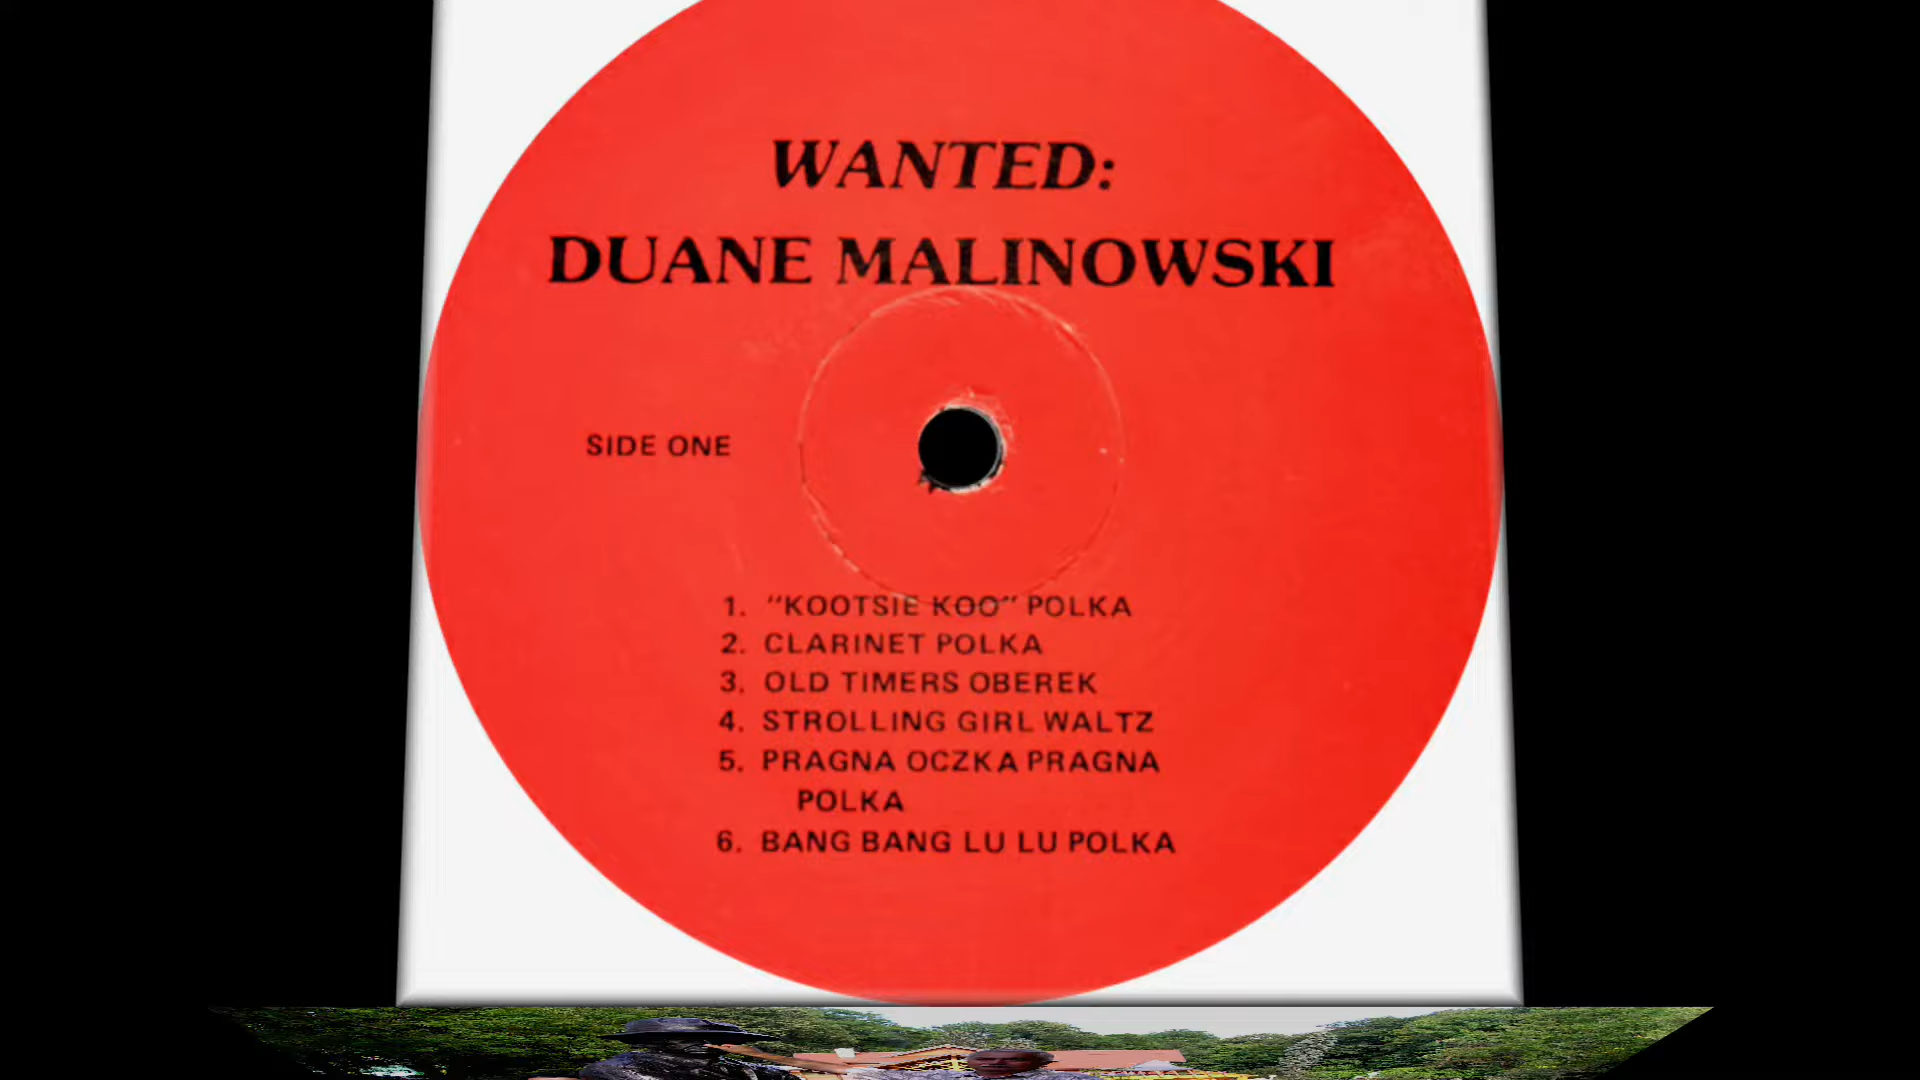 WANTED:
DUANE MALINOWSKI
SIDE ONE
1. "KOOTSIE KOO" POLKA
2. CLARINET POLKA
3. OLD TIMERS OBEREK
4. STROLLING GIRL WALTZ
5. PRAGNA OCZKA PRAGNA
POLKA
6. BANG BANG LU LU POLKA